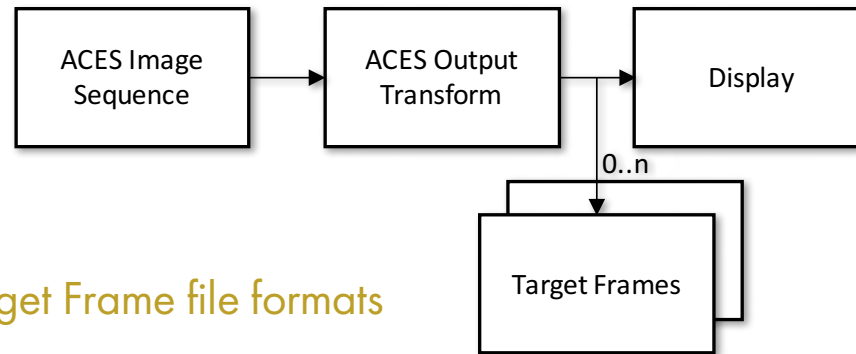 ACES Image
Sequence
ACES Output
Transform
Display
0..n
Target Frames
get Frame file formats